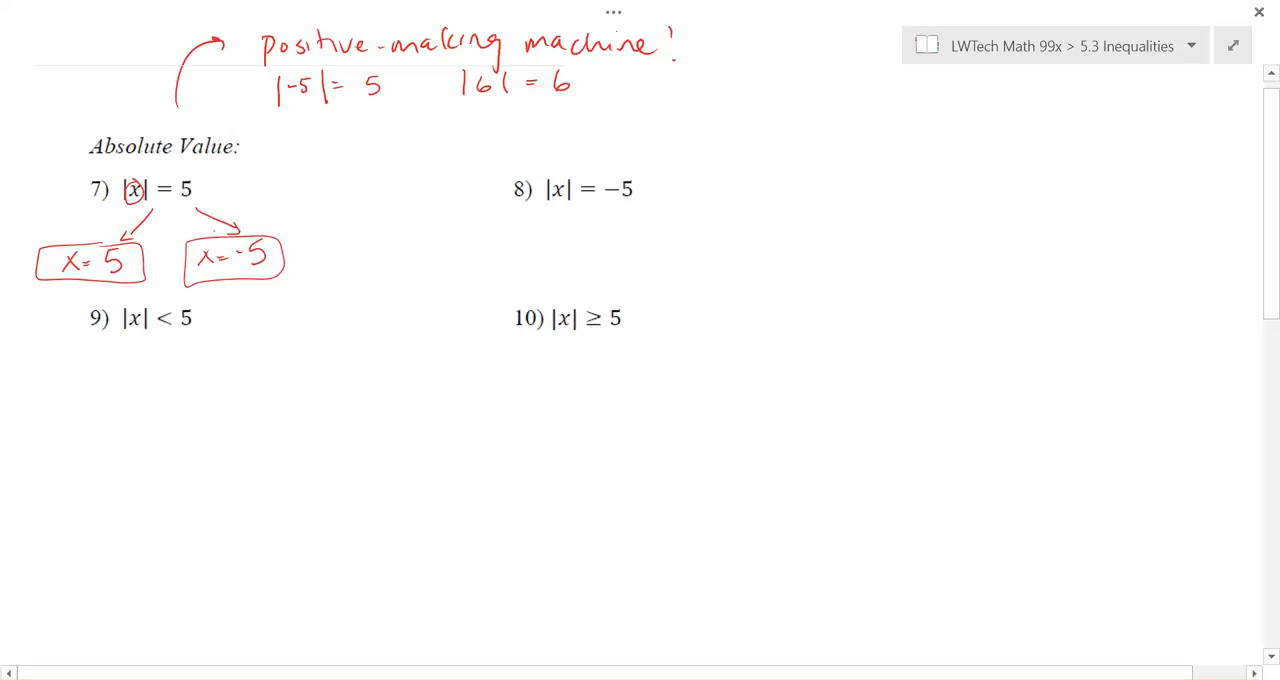 positive-making machine!
LWTech Math 99x > 5.3 Inequalities
|-5| = 5 |6| = 6
Absolute Value:
7) |x| = 5 8) |x| = −5
x = 5 x = -5
9) |x| < 5 10) |x| ≥ 5